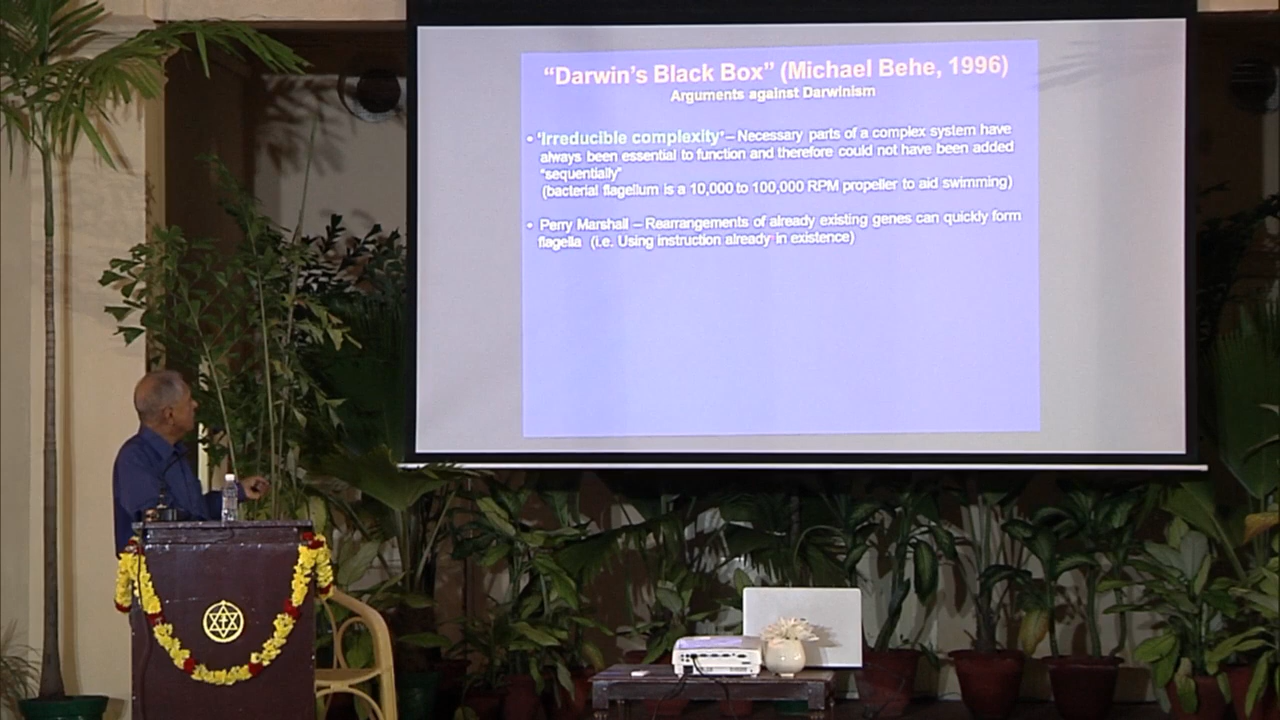 “Darwin’s Black Box” (Michael Behe, 1996)
Arguments against Darwinism
• ‘Irreducible complexity’ – Necessary parts of a complex system have
always been essential to function and therefore could not have been added
“sequentially”
(bacterial flagellum is a 10,000 to 100,000 RPM propeller to aid swimming)
• Perry Marshall – Rearrangements of already existing genes can quickly form
flagella (i.e. Using instruction already in existence)